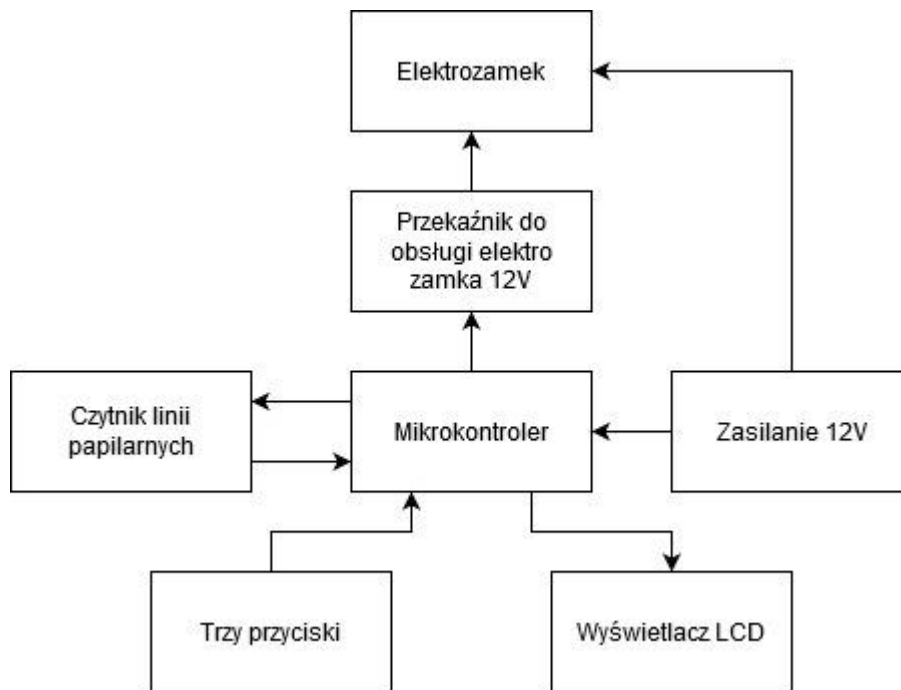 Elektrozamek
Przekaźnik do
obsługi elektro
zamka 12V
Czytnik linii
papilarnych
Mikrokontroler
Zasilanie 12V
Trzy przyciski
Wyświetlacz LCD